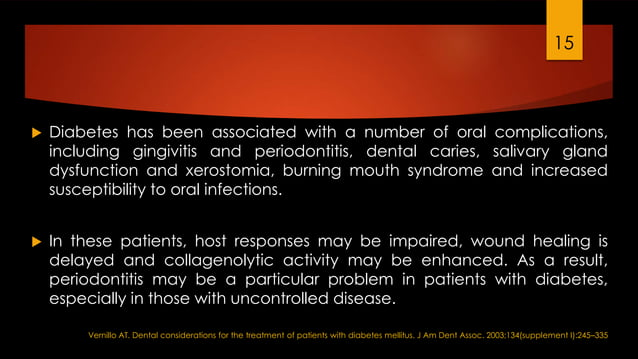 15
Diabetes has been associated with a number of oral complications,
including gingivitis and periodontitis, dental caries, salivary gland
dysfunction and xerostomia, burning mouth syndrome and increased
susceptibility to oral infections.
In these patients, host responses may be impaired, wound healing is
delayed and collagenolytic activity may be enhanced. As a result,
periodontitis may be a particular problem in patients with diabetes,
especially in those with uncontrolled disease.
Vernillo AT. Dental considerations for the treatment of patients with diabetes mellitus. J Am Dent Assoc. 2003;134(supplement I):245–335